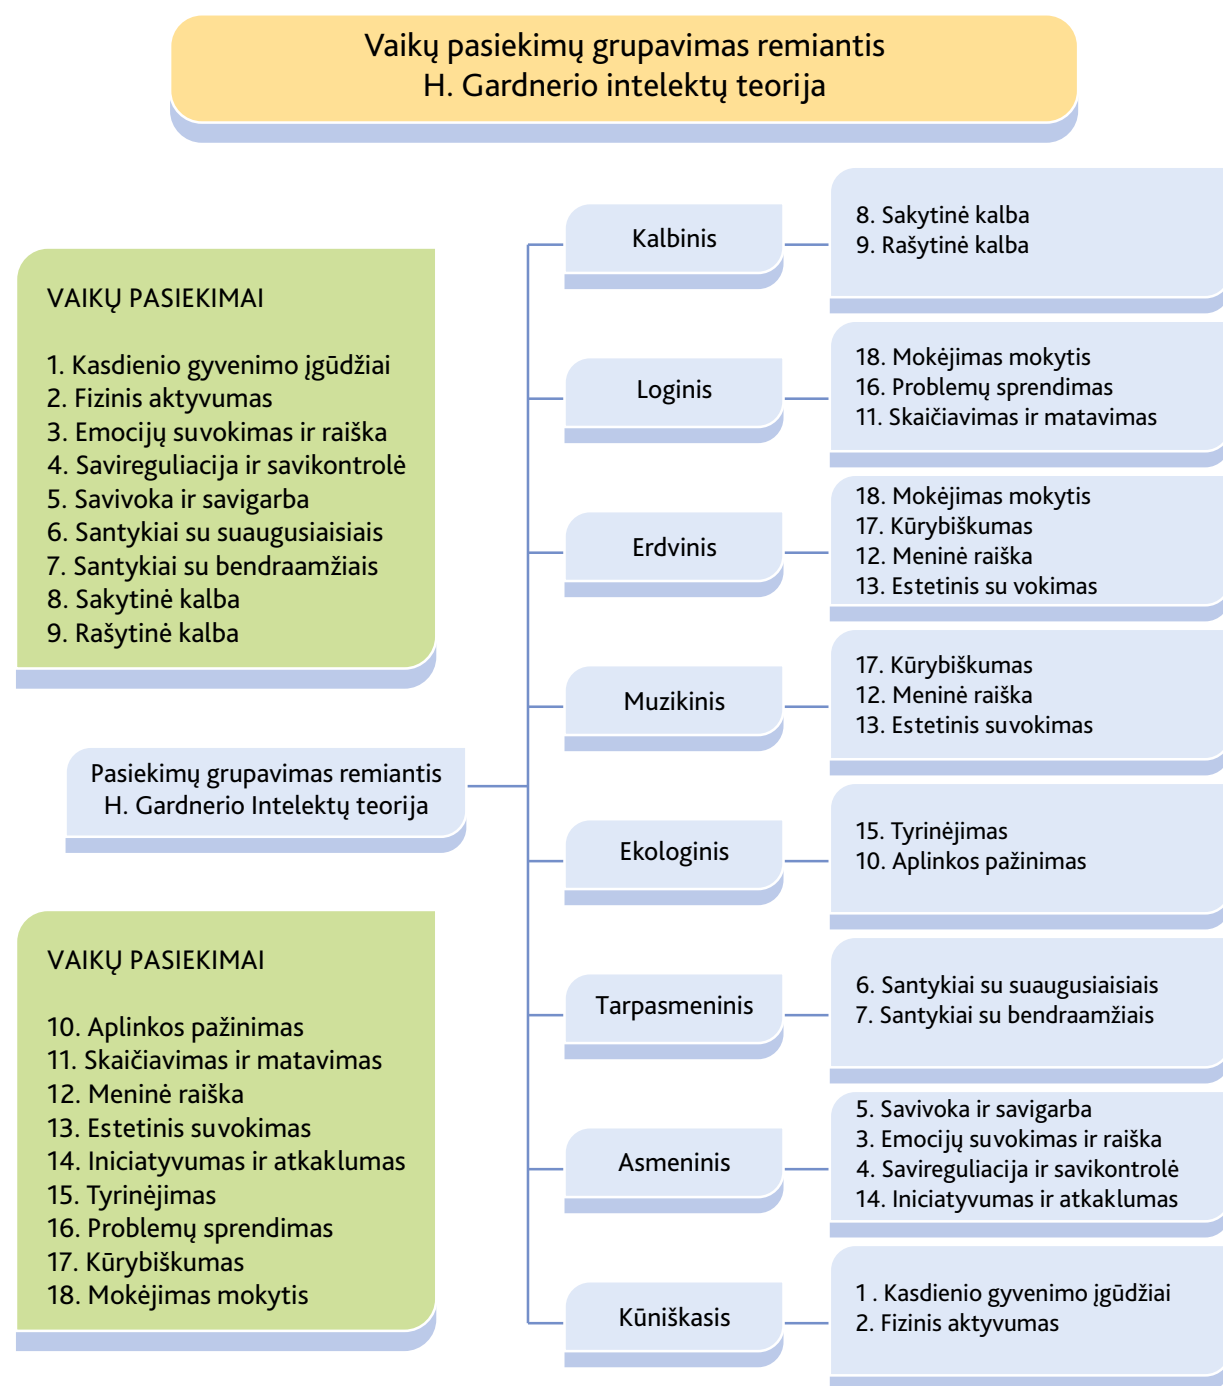 Vaikų pasiekimų grupavimas remiantis
H. Gardnerio intelektų teorija
VAIKŲ PASIEKIMAI
1. Kasdienio gyvenimo įgūdžiai
2. Fizinis aktyvumas
3. Emocijų suvokimas ir raiška
4. Savireguliacija ir savikontrolė
5. Savivoka ir savigarba
6. Santykiai su suaugusiaisiais
7. Santykiai su bendraamžiais
8. Sakytinė kalba
9. Rašytinė kalba
Pasiekimų grupavimas remiantis
H. Gardnerio Intelektų teorija
VAIKŲ PASIEKIMAI
10. Aplinkos pažinimas
11. Skaičiavimas ir matavimas
12. Meninė raiška
13. Estetinis suvokimas
14. Iniciatyvumas ir atkaklumas
15. Tyrinėjimas
16. Problemų sprendimas
17. Kūrybiškumas
18. Mokėjimas mokytis
Kalbinis
8. Sakytinė kalba
9. Rašytinė kalba
Loginis
18. Mokėjimas mokytis
16. Problemų sprendimas
11. Skaičiavimas ir matavimas
Erdvinis
18. Mokėjimas mokytis
17. Kūrybiškumas
12. Meninė raiška
13. Estetinis su vokimas
Muzikinis
17. Kūrybiškumas
12. Meninė raiška
13. Estetinis suvokimas
Ekologinis
15. Tyrinėjimas
10. Aplinkos pažinimas
Tarpasmeninis
6. Santykiai su suaugusiaisiais
7. Santykiai su bendraamžiais
Asmeninis
5. Savivoka ir savigarba
3. Emocijų suvokimas ir raiška
4. Savireguliacija ir savikontrolė
14. Iniciatyvumas ir atkaklumas
Kūniškasis
1 . Kasdienio gyvenimo įgūdžiai
2. Fizinis aktyvumas